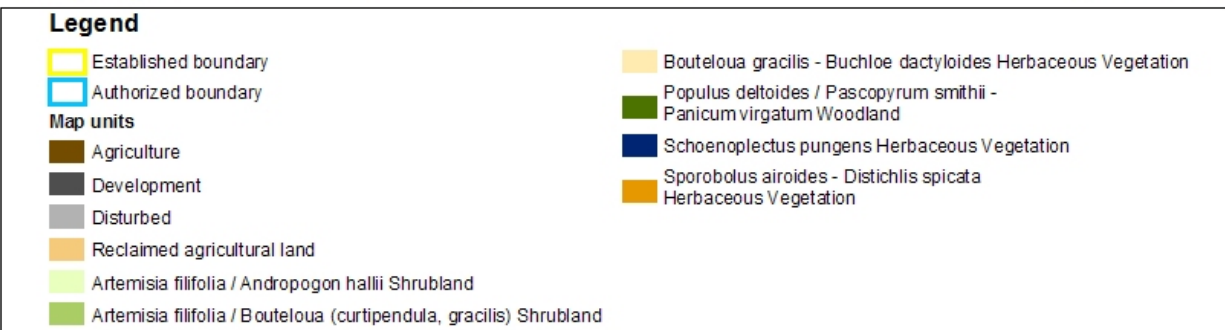 Legend
Established boundary
Authorized boundary
Map units
Agriculture
Development
Disturbed
Reclaimed agricultural land
Artemisia filifolia / Andropogon hallii Shrubland
Artemisia filifolia / Bouteloua (curtipendula, gracilis) Shrubland
Bouteloua gracilis - Buchloe dactyloides Herbaceous Vegetation
Populus deltoides / Pascopyrum smithii -
Panicum virgatum Woodland
Schoenoplectus pungens Herbaceous Vegetation
Sporobolus airoides - Distichlis spicata
Herbaceous Vegetation